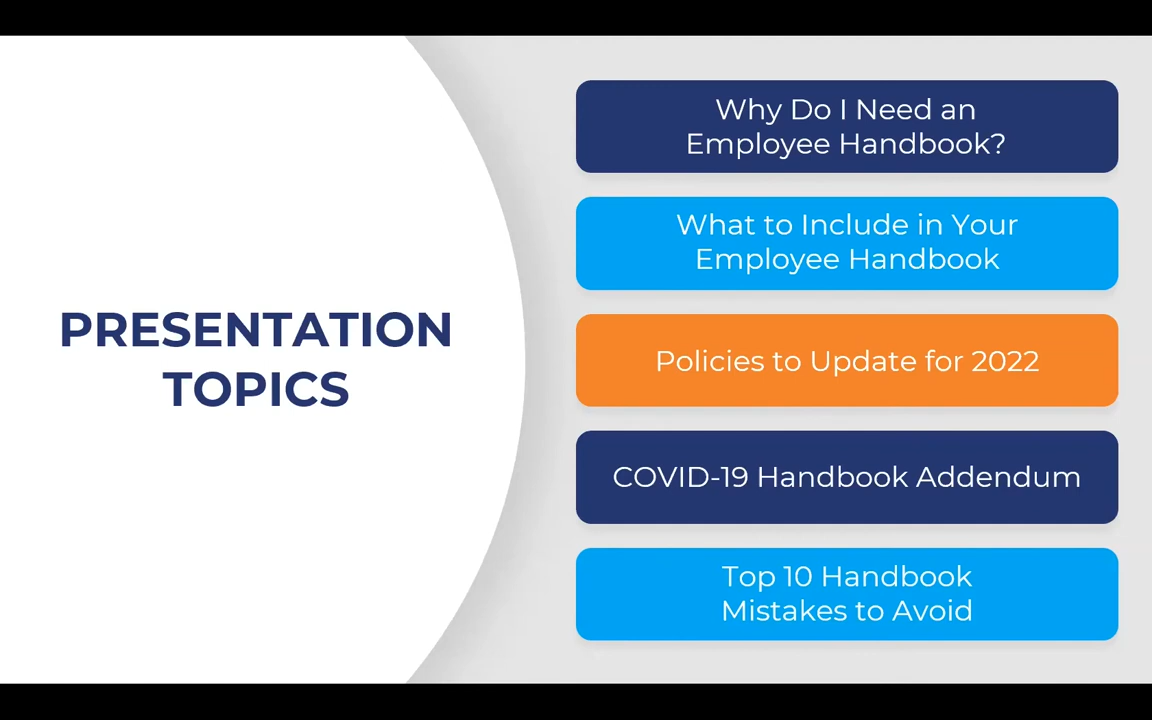 PRESENTATION
TOPICS
Why Do I Need an
Employee Handbook?
What to Include in Your
Employee Handbook
Policies to Update for 2022
COVID-19 Handbook Addendum
Top 10 Handbook
Mistakes to Avoid